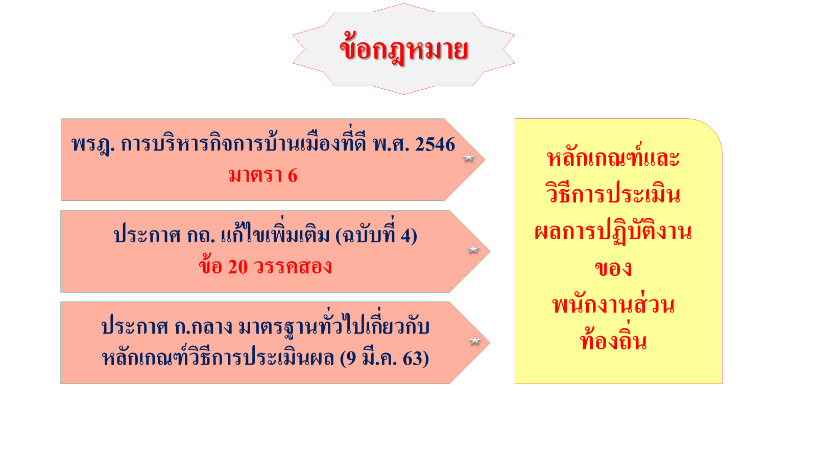 ข้อกฎหมาย
พรฎ. การบริหารกิจการบ้านเมืองที่ดี พ.ศ. 2546
มาตรา 6
ประกาศ กถ. แก้ไขเพิ่มเติม (ฉบับที่ 4)
ข้อ 20 วรรคสอง
ประกาศ ก.กลาง มาตรฐานทั่วไปเกี่ยวกับ
หลักเกณฑ์วิธีการประเมินผล (9 มี.ค. 63)
หลักเกณฑ์และ
วิธีการประเมิน
ผลการปฏิบัติงาน
ของ
พนักงานส่วน
ท้องถิ่น